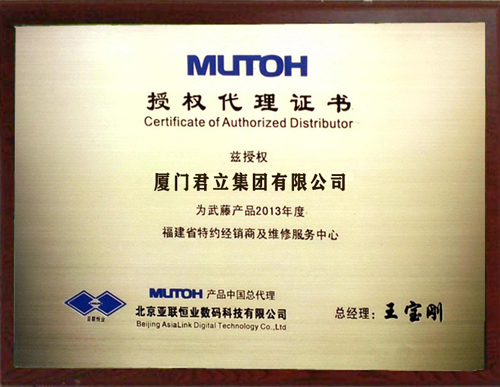 MUTOH
授权代理证书
Certificate of Authorized Distributor
兹授权
厦门君立集团有限公司
为武藤产品2013年度
福建省特约经销商及维修服务中心
MUTOH 产品中国总代理
北京亚联恒业数码科技有限公司
Beijing AsiaLink Digital Technology Co.,Ltd
亚联恒业
总经理：王宝刚